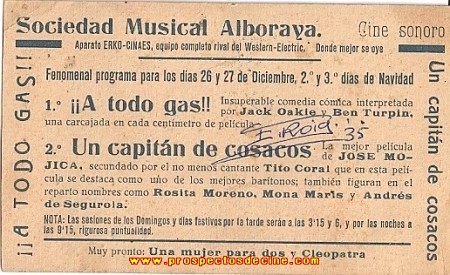 Sociedad Musical Alboraya. Cine sonoro
Aparato ERKO-CINAES, equipo completo rival del Western-Electric. Donde mejor se oye
Fenomenal programa para los dias 26 y 27 de Diciembre, 2.º y 3.º días de Navidad
1.º ¡¡A todo gas!! Insuperable comedia cómica interpretada
por Jack Oakie y Ben Turpin,
una carcajada en cada centímetro de película.
35
2.º Un capitán de cosacos La mejor película
de JOSE MO-
JICA, secundado por el no menos cantante Tito Coral que en esta pelí-
cula se destaca como uno de los mejores barítonos; también figuran en el
reparto nombres como Rosita Moreno, Mona Maris y Andrés
de Segurola.
NOTA: Las sesiones de los Domingos y días festivos por la tarde serán a las 3'15 y 6, y por las noches a
las 9'15, rigurosa puntualidad.
Muy pronto: Una mujer para dos y Cleopatra
¡¡A TODO GAS!!
Un capitán de cosacos
www.prospectosdecine.com